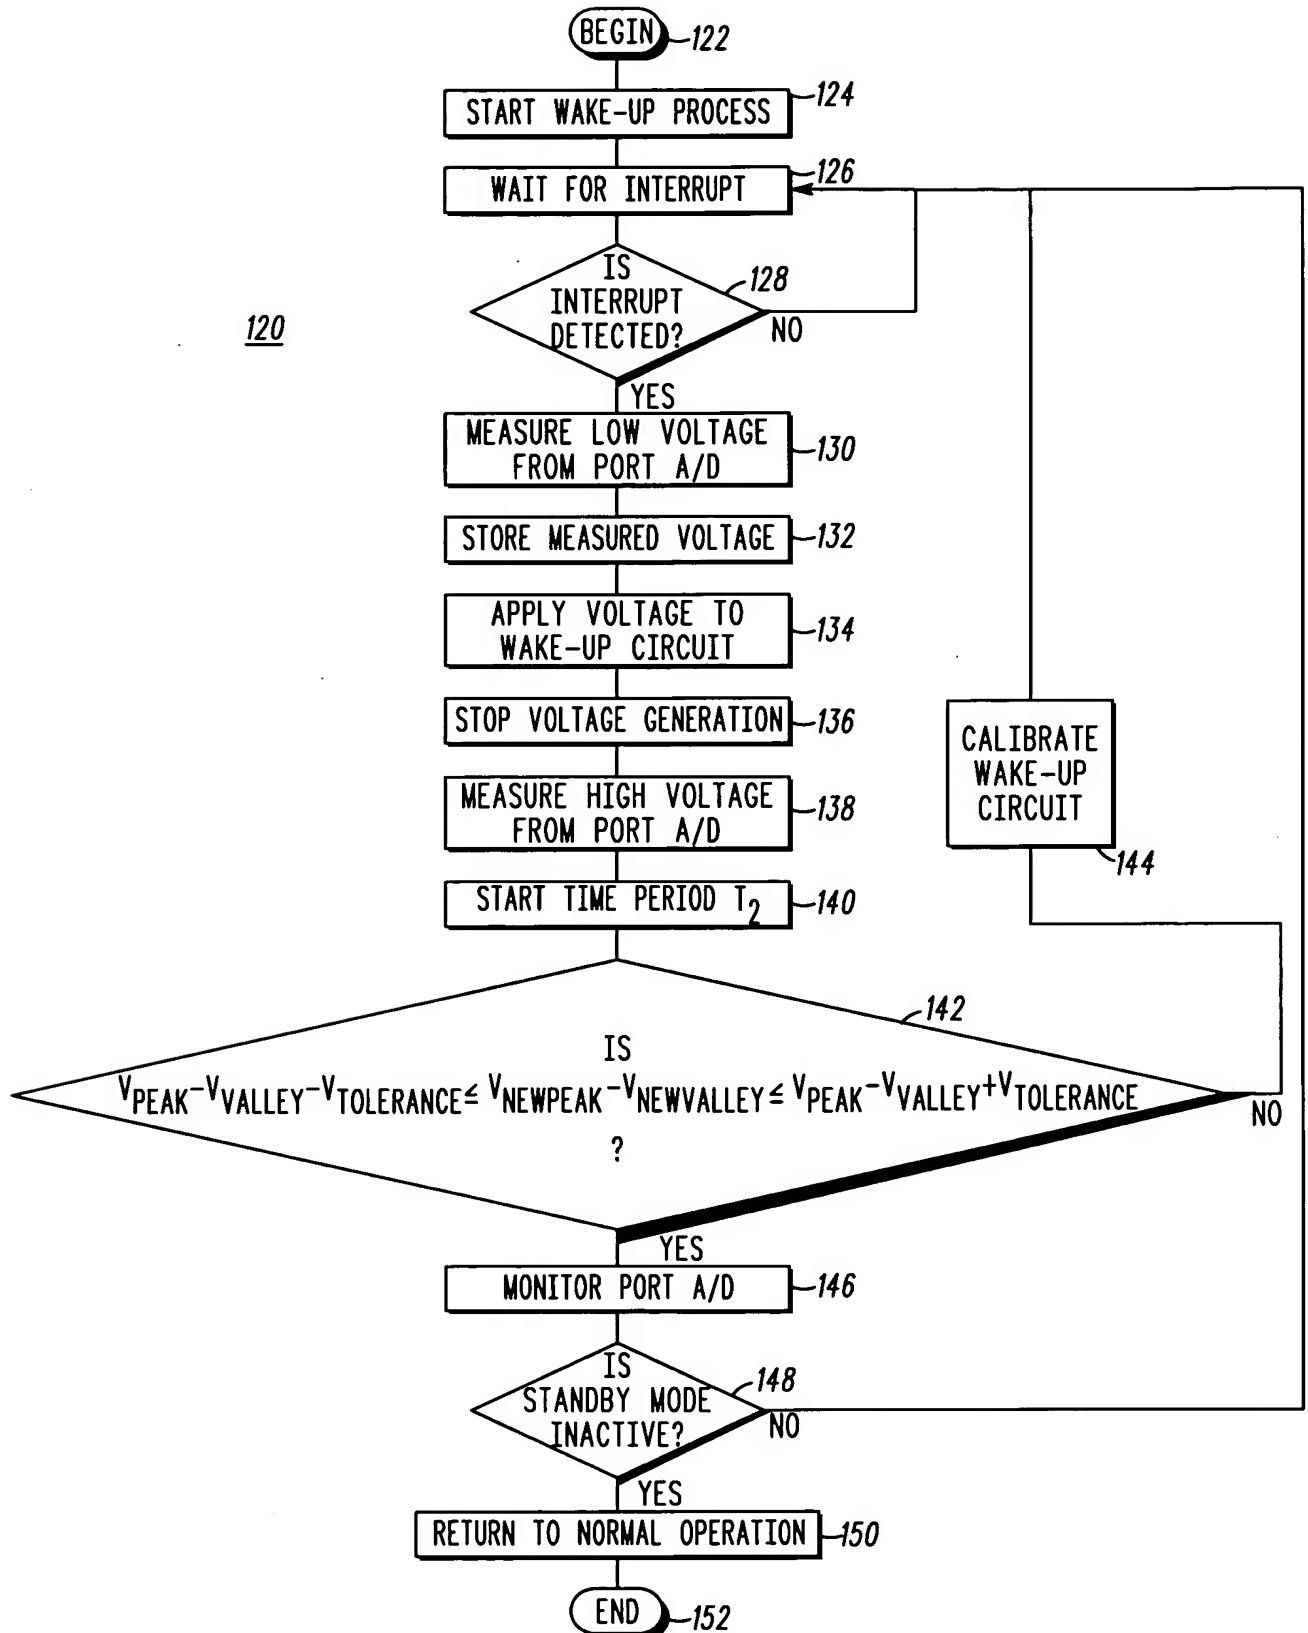 BEGIN
122
START WAKE-UP PROCESS
124
WAIT FOR INTERRUPT
126
IS
INTERRUPT
DETECTED?
128
NO
120
YES
MEASURE LOW VOLTAGE
FROM PORT A/D
130
STORE MEASURED VOLTAGE
132
APPLY VOLTAGE TO
WAKE-UP CIRCUIT
134
STOP VOLTAGE GENERATION
136
CALIBRATE
WAKE-UP
CIRCUIT
144
MEASURE HIGH VOLTAGE
FROM PORT A/D
138
START TIME PERIOD T2
140
142
IS
VPEAK-VVALLEY-VTOLERANCE≤ VNEWPEAK-VNEWVALLEY≤ VPEAK-VVALLEY+VTOLERANCE
?
NO
YES
MONITOR PORT A/D
146
IS
STANDBY MODE
INACTIVE?
148
NO
YES
RETURN TO NORMAL OPERATION
150
END
152